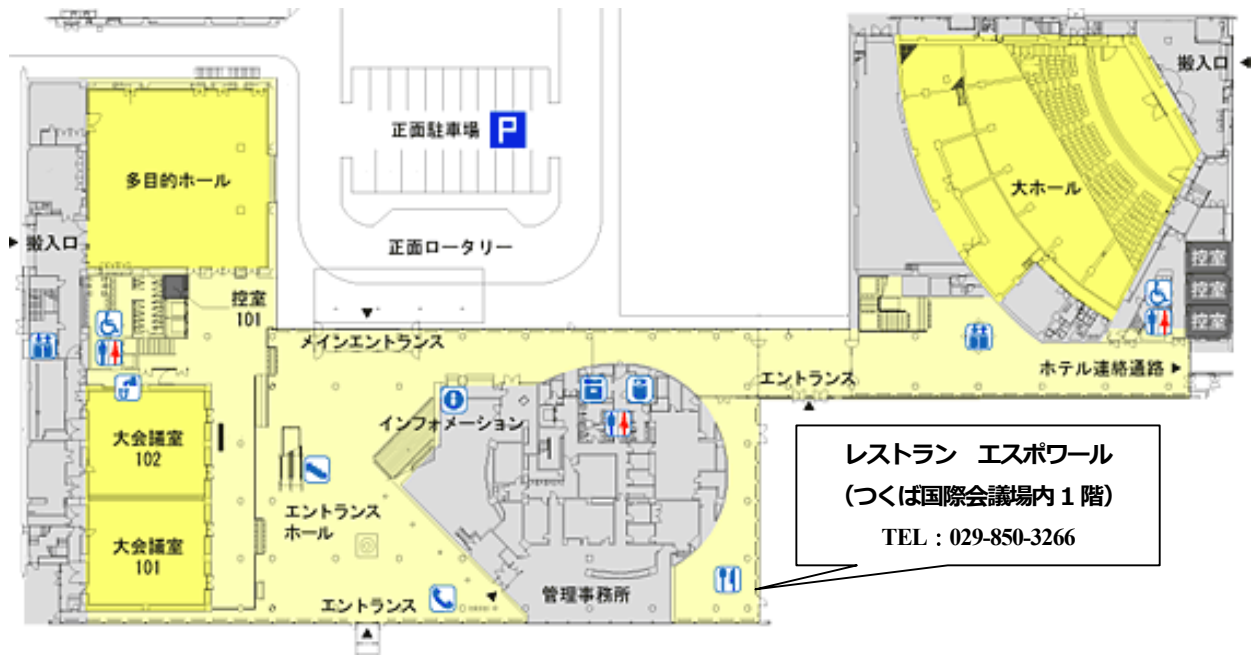 搬入口
正面駐車場
P
多目的ホール
大ホール
搬入口
正面ロータリー
控室
控室
101
控室
控室
メインエントランス
ホテル連絡通路
エントランス
インフォメーション
大会議室
102
レストラン　エスポワール
（つくば国際会議場内 1 階）
TEL：029-850-3266
エントランス
ホール
大会議室
101
管理事務所
エントランス